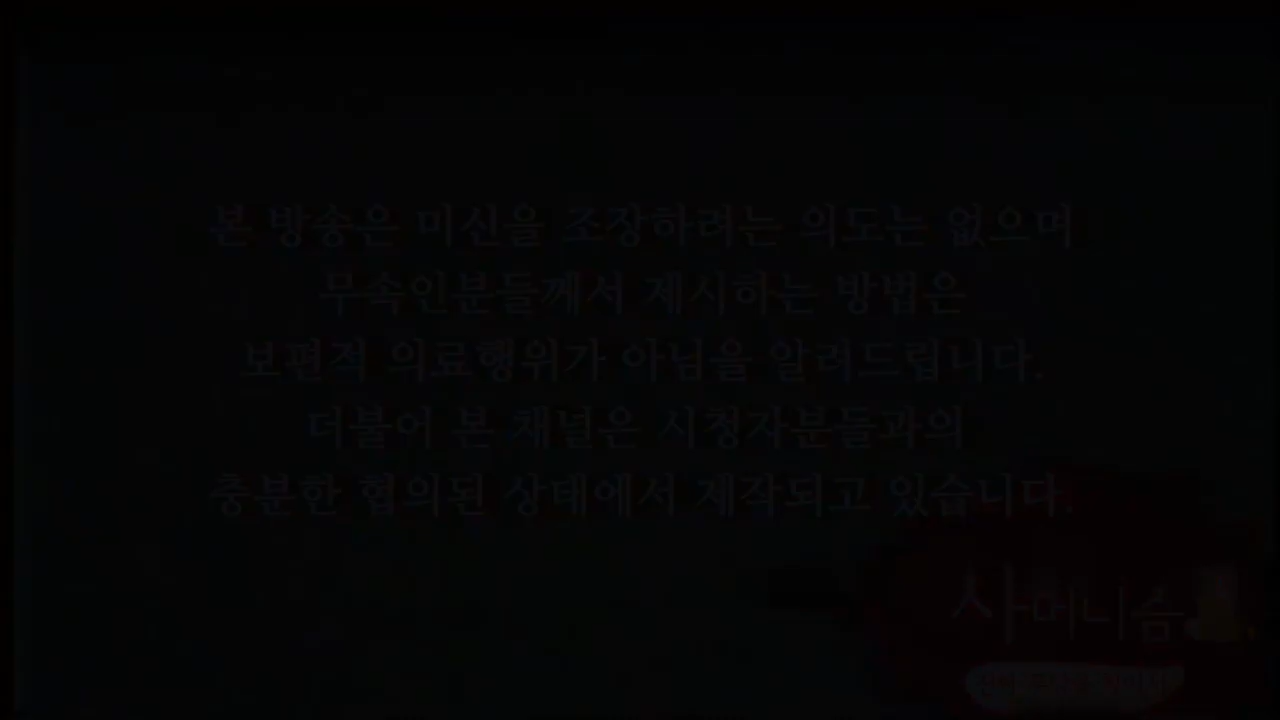 본 방송은 미신을 조장하려는 의도는 없으며
무속인분들께서 제시하는 방법은
보편적 의료행위가 아님을 알려드립니다.
더불어 본 채널은 시청자분들과의
충분한 협의된 상태에서 제작되고 있습니다.
샤머니즘